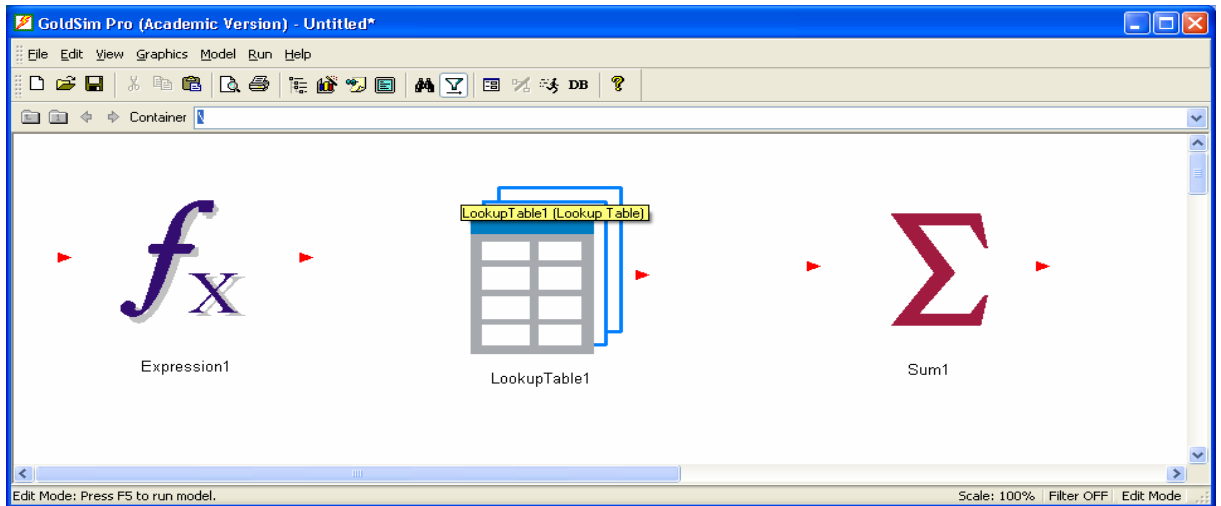 GoldSim Pro (Academic Version) - Untitled*
File Edit View Graphics Model Run Help
DB ?
Container \
LookupTable1 (Lookup Table)
fx
Σ
Expression1
LookupTable1
Sum1
Edit Mode: Press F5 to run model.
Scale: 100% Filter OFF Edit Mode